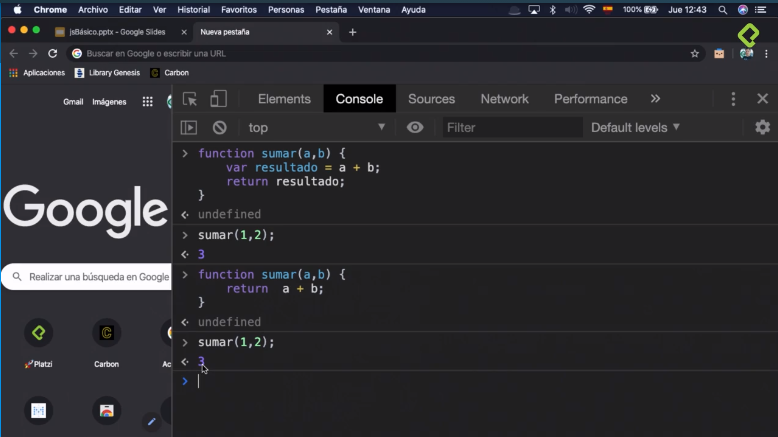 Chrome Archivo Editar Ver Historial Favoritos Personas Pestaña Ventana Ayuda 100% Jue 12:43
jsBásico.pptx - Google Slides × Nueva pestaña × +
Buscar en Google o escribir una URL
Aplicaciones Library Genesis C Carbon
Gmail Imágenes
Elements Console Sources Network Performance »
top Filter Default levels ▼
> function sumar(a,b) {
var resultado = a + b;
return resultado;
}
undefined
> sumar(1,2);
3
> function sumar(a,b) {
return a + b;
}
undefined
> sumar(1,2);
3
>
Google
Realizar una búsqueda en Google
Platzi Carbon Ac